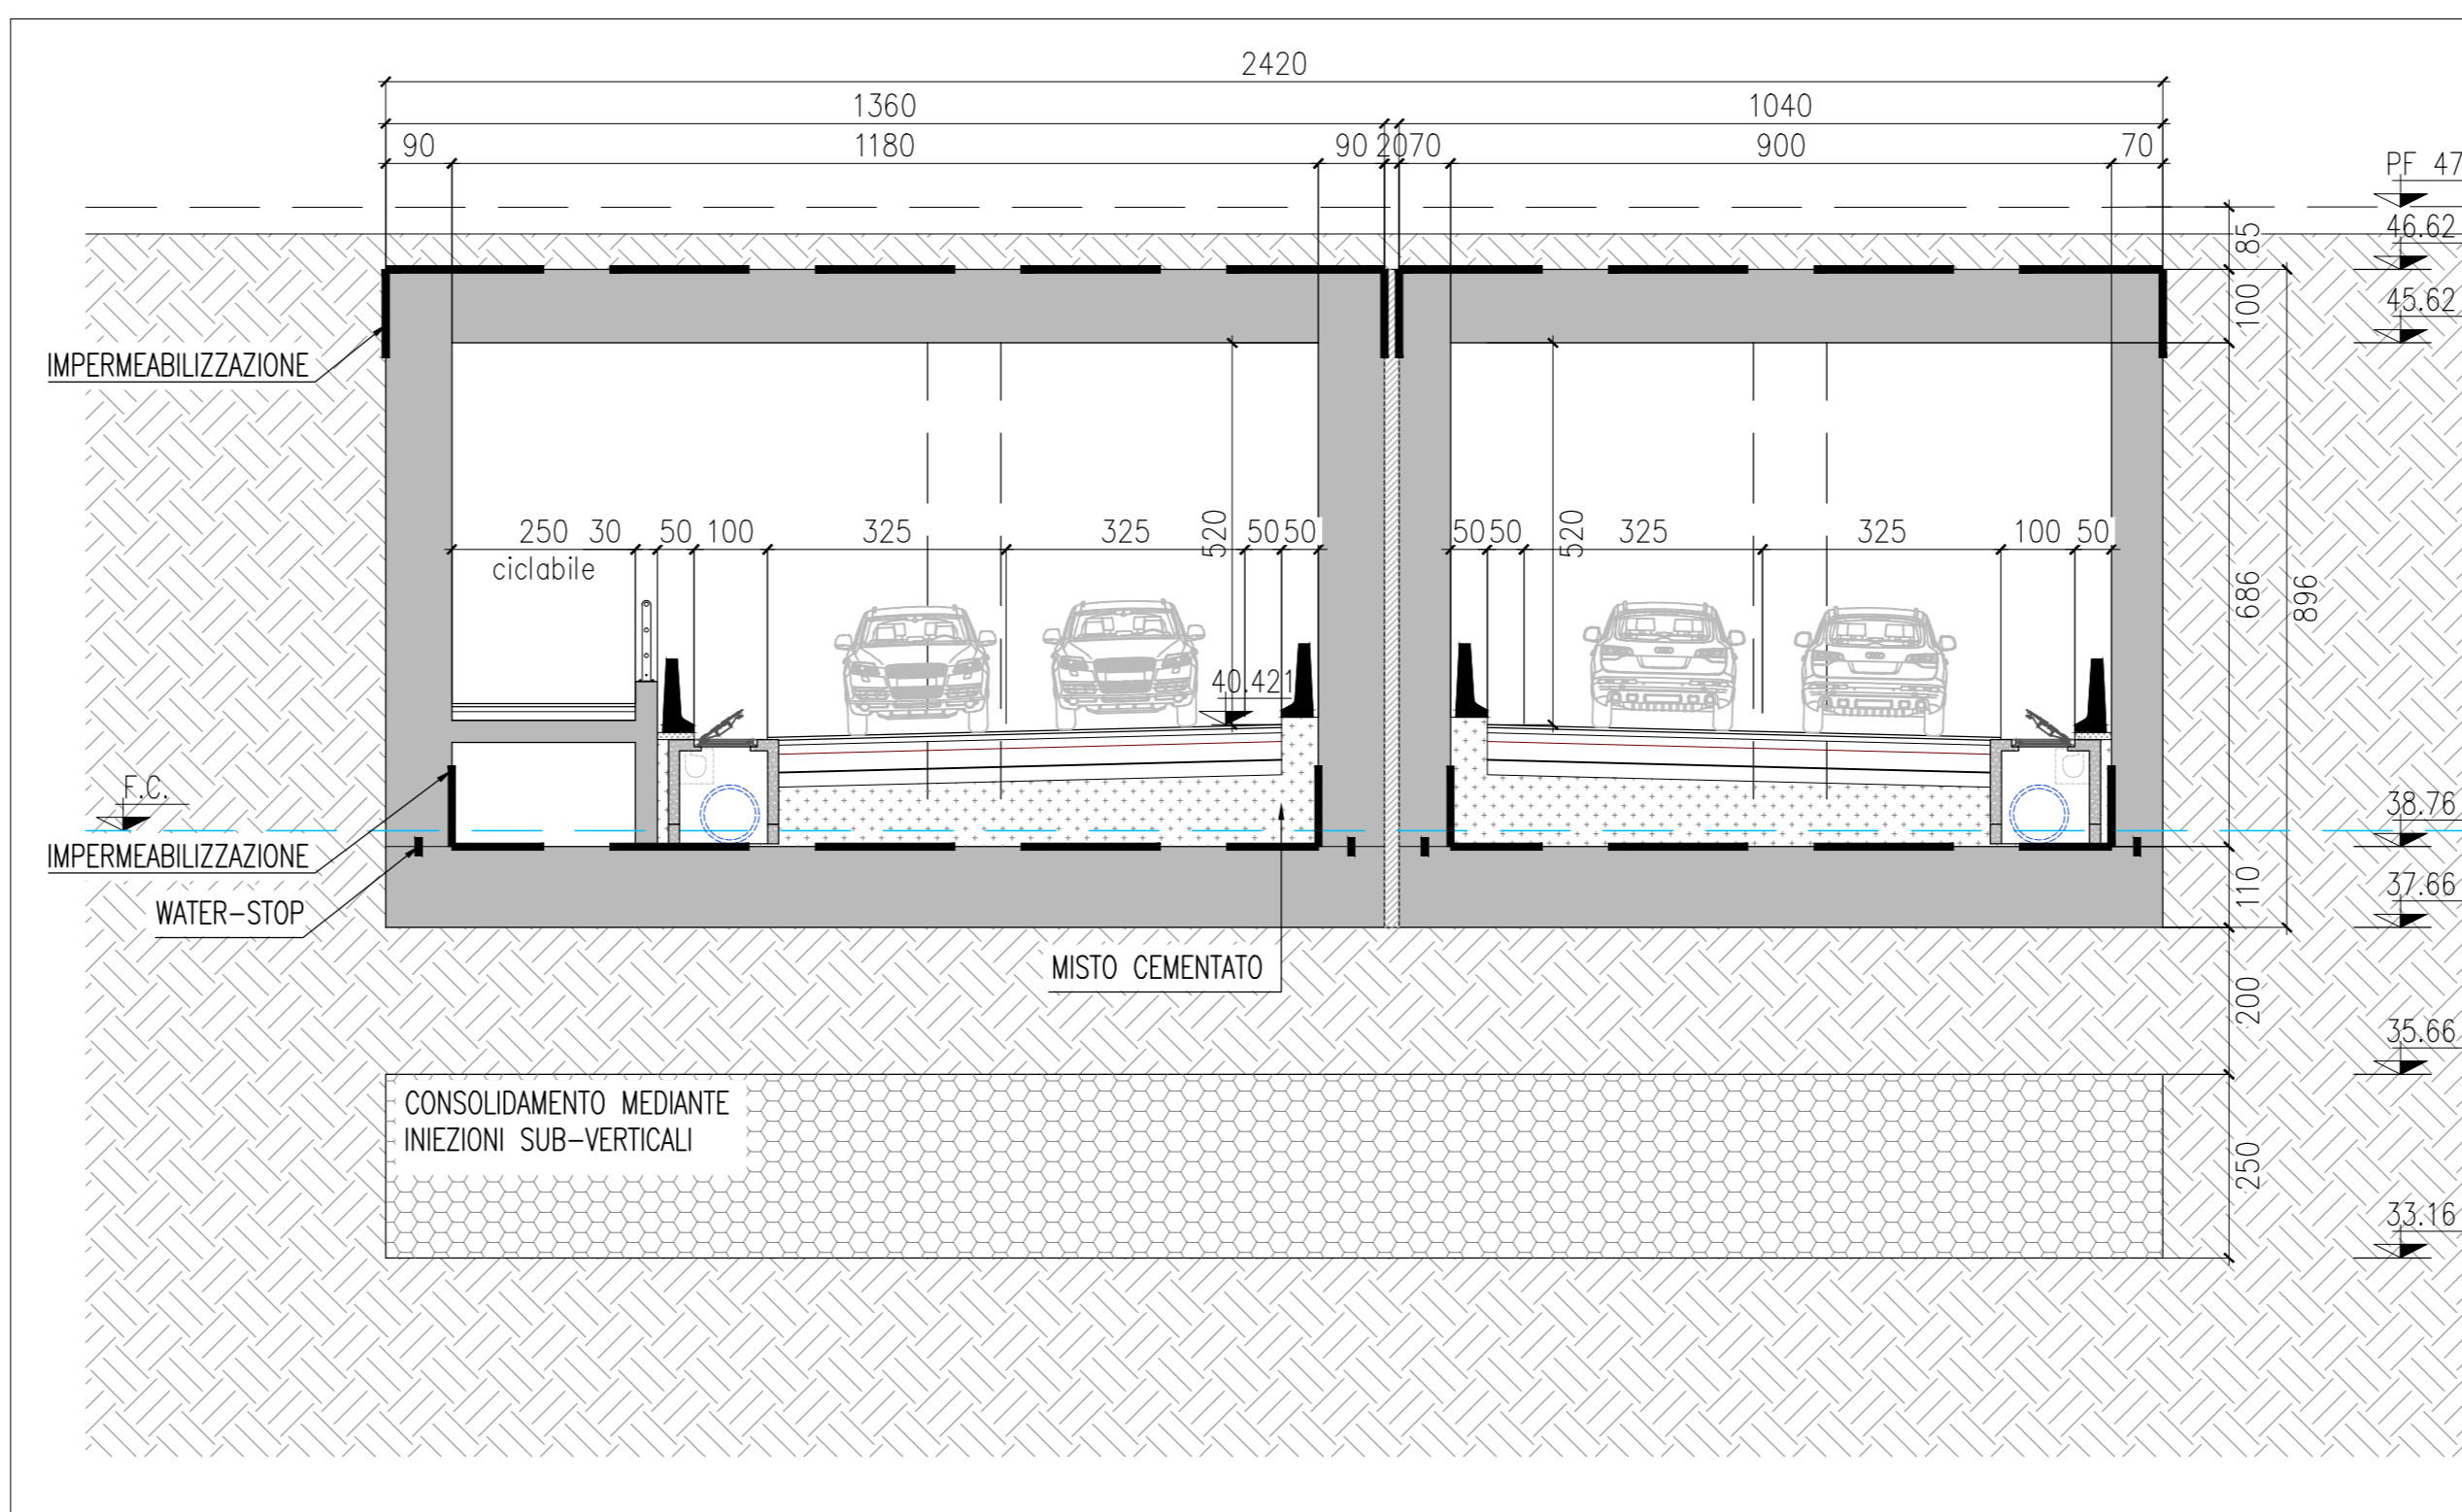 2420
1360 1040
90 1180 90 20 70 900 70
PF 47
85
46.62
100
45.62
IMPERMEABILIZZAZIONE
250 30 50 100 325 325 520 50 50
50 50 520 325 325 100 50
ciclabile
686
896
40.421
F.C.
38.76
IMPERMEABILIZZAZIONE
110
37.66
WATER-STOP
MISTO CEMENTATO
200
35.66
CONSOLIDAMENTO MEDIANTE
INIEZIONI SUB-VERTICALI
250
33.16